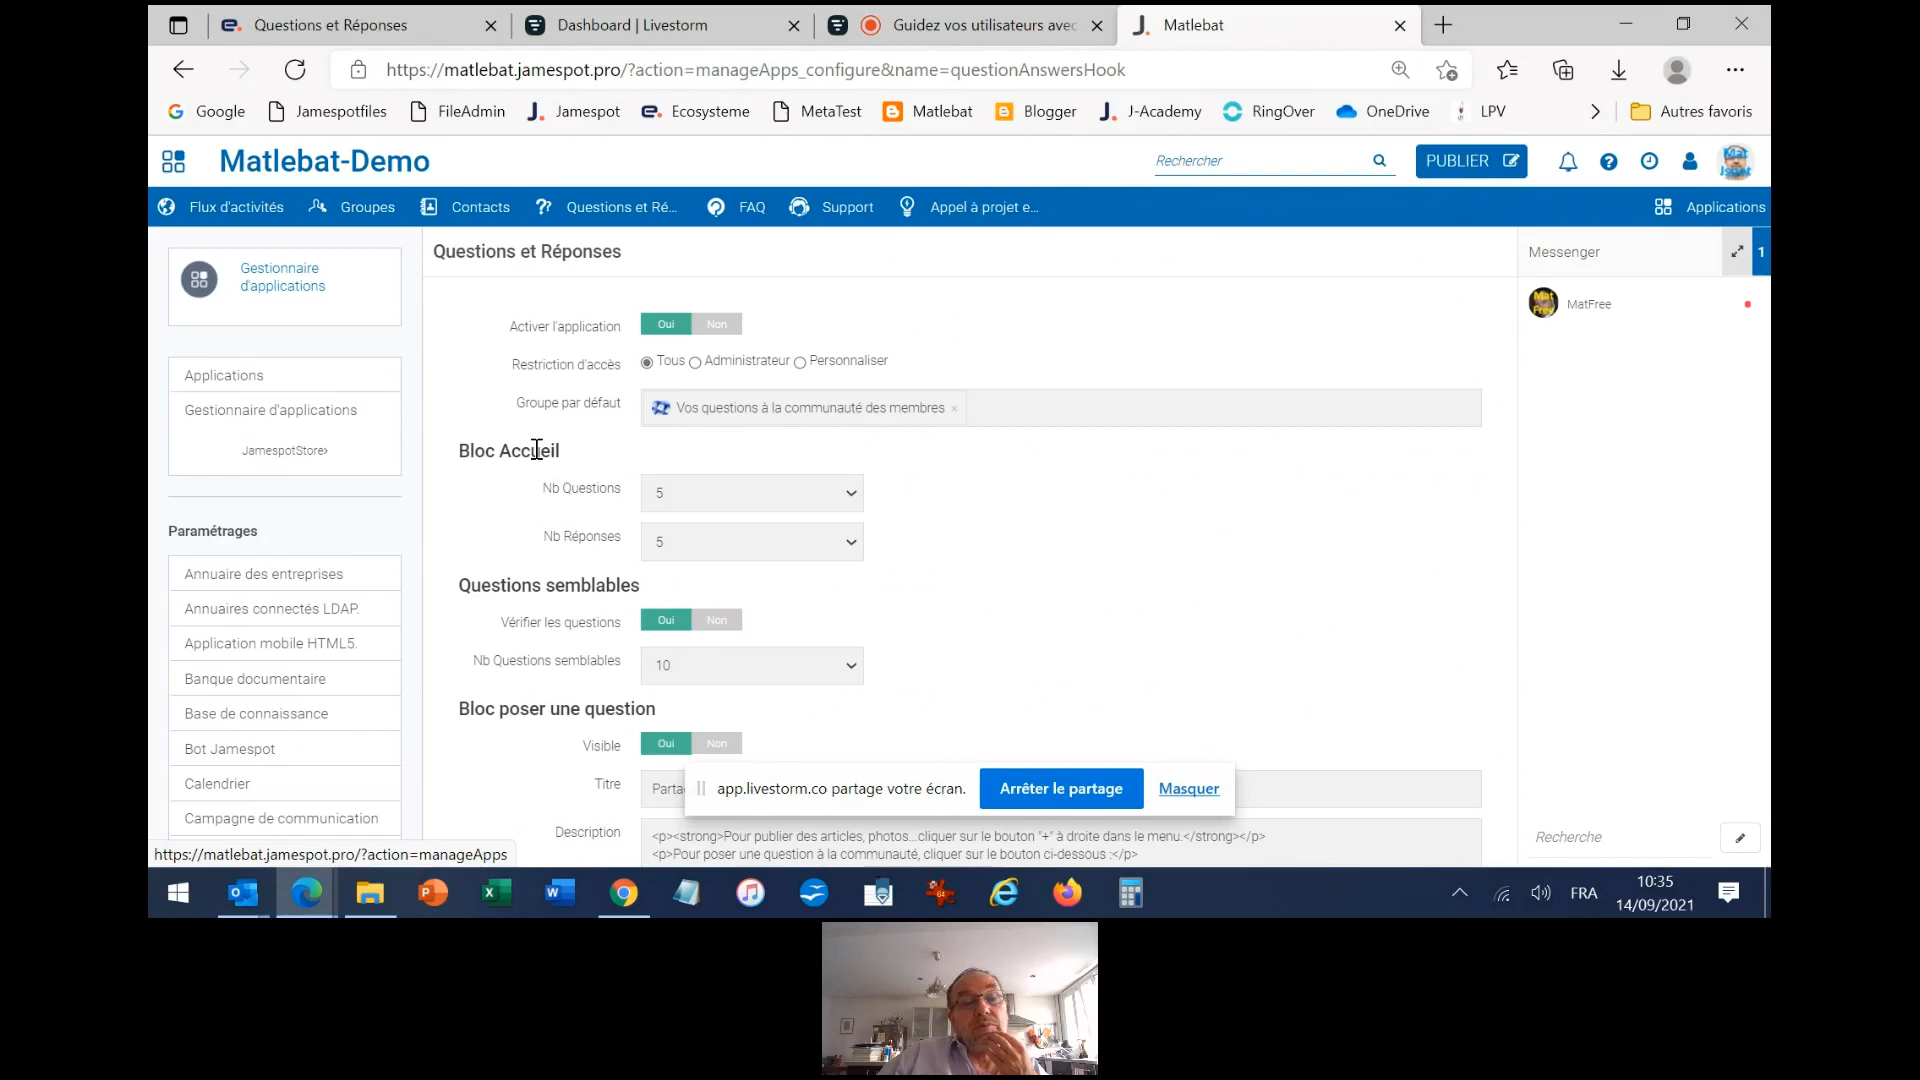 Questions et Réponses
Dashboard | Livestorm
Guidez vos utilisateurs avec
Matlebat
https://matlebat.jamespot.pro/?action=manageApps_configure&name=questionAnswersHook
Google
Jamespotfiles
FileAdmin
Jamespot
Ecosysteme
MetaTest
Matlebat
Blogger
J-Academy
RingOver
OneDrive
LPV
Autres favoris
Matlebat-Demo
Rechercher
PUBLIER
Flux d'activités
Groupes
Contacts
Questions et Ré...
FAQ
Support
Appel à projet e...
Applications
Gestionnaire
d'applications
Applications
Gestionnaire d'applications
JamespotStore›
Paramétrages
Annuaire des entreprises
Annuaires connectés LDAP.
Application mobile HTML5.
Banque documentaire
Base de connaissance
Bot Jamespot
Calendrier
Campagne de communication
https://matlebat.jamespot.pro/?action=manageApps
Questions et Réponses
Activer l'application Oui Non
Restriction d'accès Tous Administrateur Personnaliser
Groupe par défaut Vos questions à la communauté des membres ×
Bloc Accueil
Nb Questions 5
Nb Réponses 5
Questions semblables
Vérifier les questions Oui Non
Nb Questions semblables 10
Bloc poser une question
Visible Oui Non
Titre Parta
app.livestorm.co partage votre écran. Arrêter le partage Masquer
Description <p><strong>Pour publier des articles, photos...cliquer sur le bouton "+" à droite dans le menu.</strong></p>
<p>Pour poser une question à la communauté, cliquer sur le bouton ci-dessous :</p>
Messenger
1
MatFree
Recherche
FRA
10:35
14/09/2021